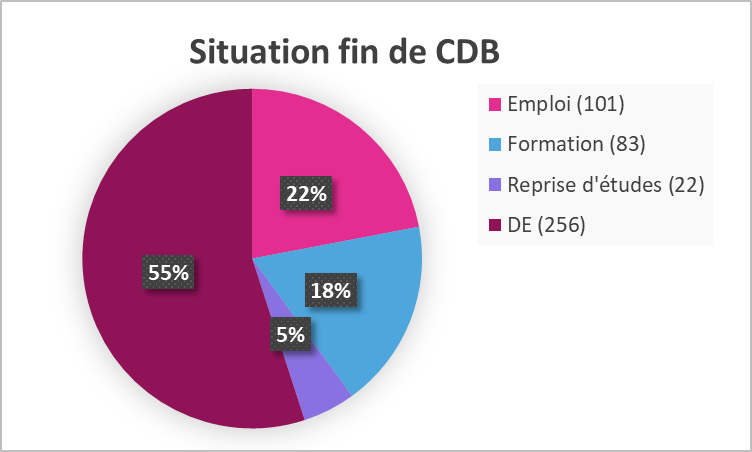 Situation fin de CDB
Emploi (101)
Formation (83)
Reprise d'études (22)
DE (256)
22%
18%
5%
55%